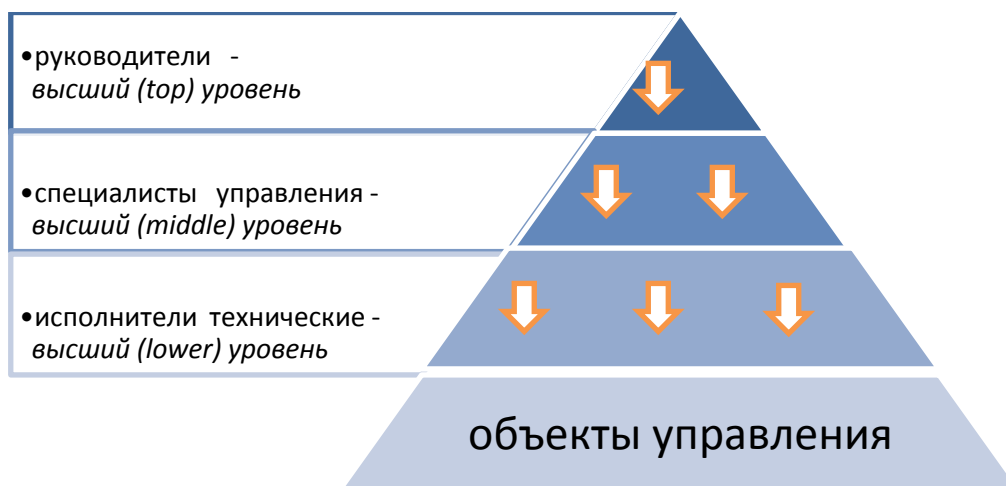 •руководители -
высший (top) уровень
•специалисты управления -
высший (middle) уровень
•исполнители технические -
высший (lower) уровень
объекты управления